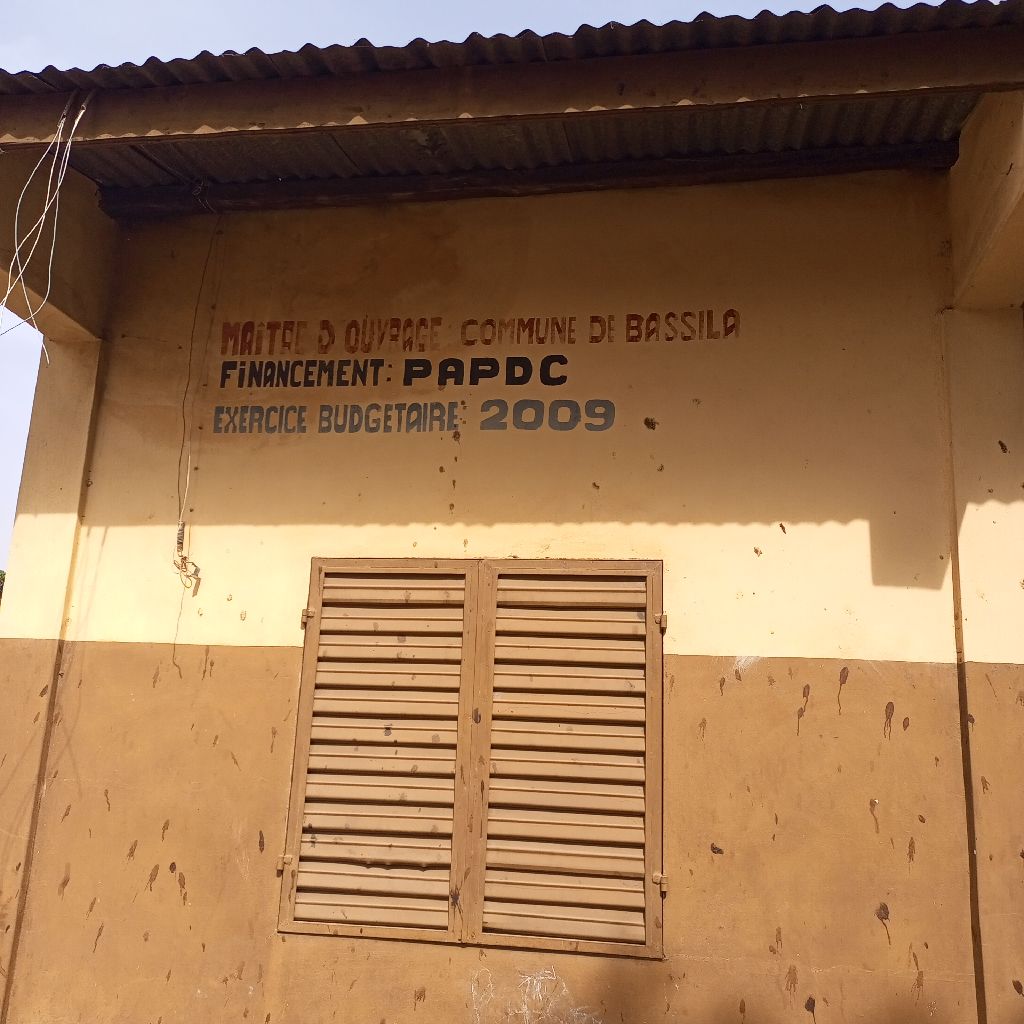 MAITRE D OUVRAGE: COMMUNE DE BASSILA
FINANCEMENT: PAPDC
EXERCICE BUDGETAIRE: 2009